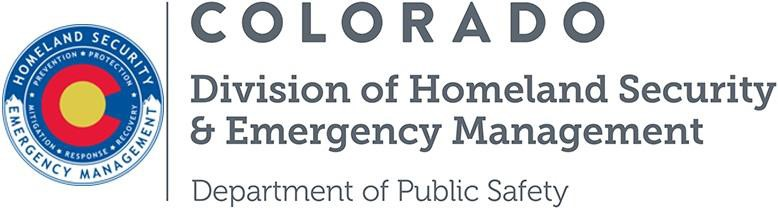 HOMELAND SECURITY
PREVENTION • PROTECTION
MITIGATION • RESPONSE • RECOVERY
EMERGENCY MANAGEMENT
COLORADO
Division of Homeland Security
& Emergency Management
Department of Public Safety